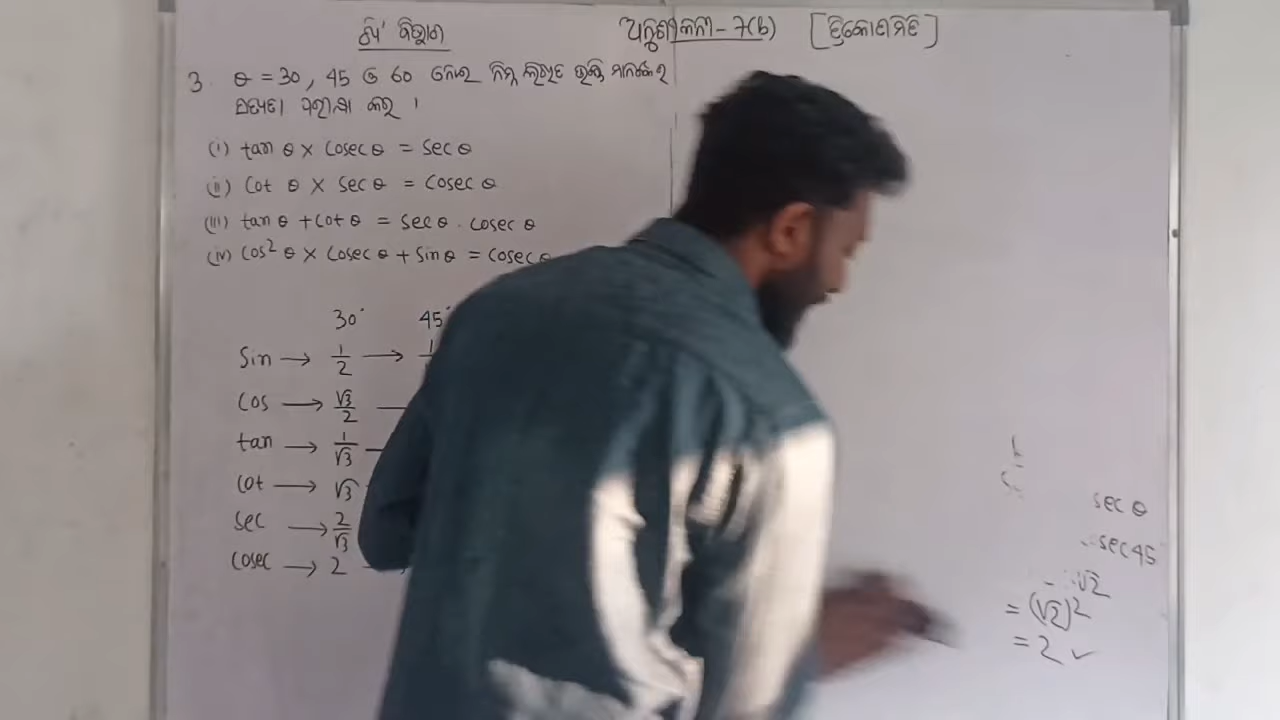 'ଖ' ବିଭାଗ
ଅନୁଶୀଳନୀ - 7(b) [ତ୍ରିକୋଣମିତି]
3. θ = 30, 45 ଓ 60 ନେଇ ନିମ୍ନ ଲିଖିତ ଉକ୍ତି ମାନଙ୍କର
ସତ୍ୟତା ପରୀକ୍ଷା କର ।
(i) tan θ × cosec θ = sec θ
(ii) cot θ × sec θ = cosec θ
(iii) tan θ + cot θ = sec θ . cosec θ
(iv) cos² θ × cosec θ + sin θ = cosec θ
30° 45°
Sin → 1/2 → 1
cos → √3/2
tan → 1/√3
cot → √3
sec → 2/√3
cosec → 2
sec θ
sec 45
√2
= (√2)2
= 2 ✓